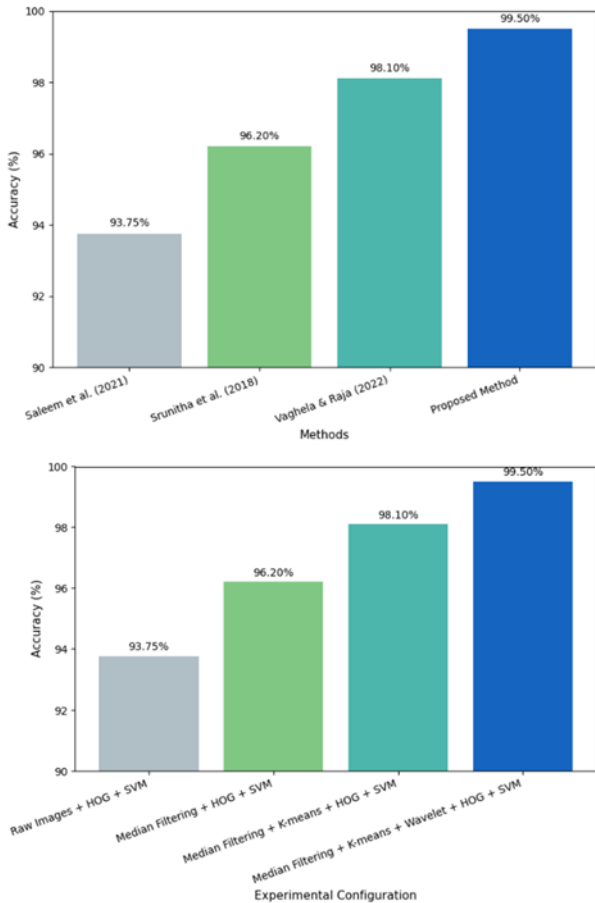 100
98
96
94
92
90
Accuracy (%)
93.75%
96.20%
98.10%
99.50%
Saleem et al. (2021)
Srunitha et al. (2018)
Vaghela & Raja (2022)
Proposed Method
Methods
100
98
96
94
92
90
Accuracy (%)
93.75%
96.20%
98.10%
99.50%
Raw Images + HOG + SVM
Median Filtering + HOG + SVM
Median Filtering + K-means + HOG + SVM
Median Filtering + K-means + Wavelet + HOG + SVM
Experimental Configuration